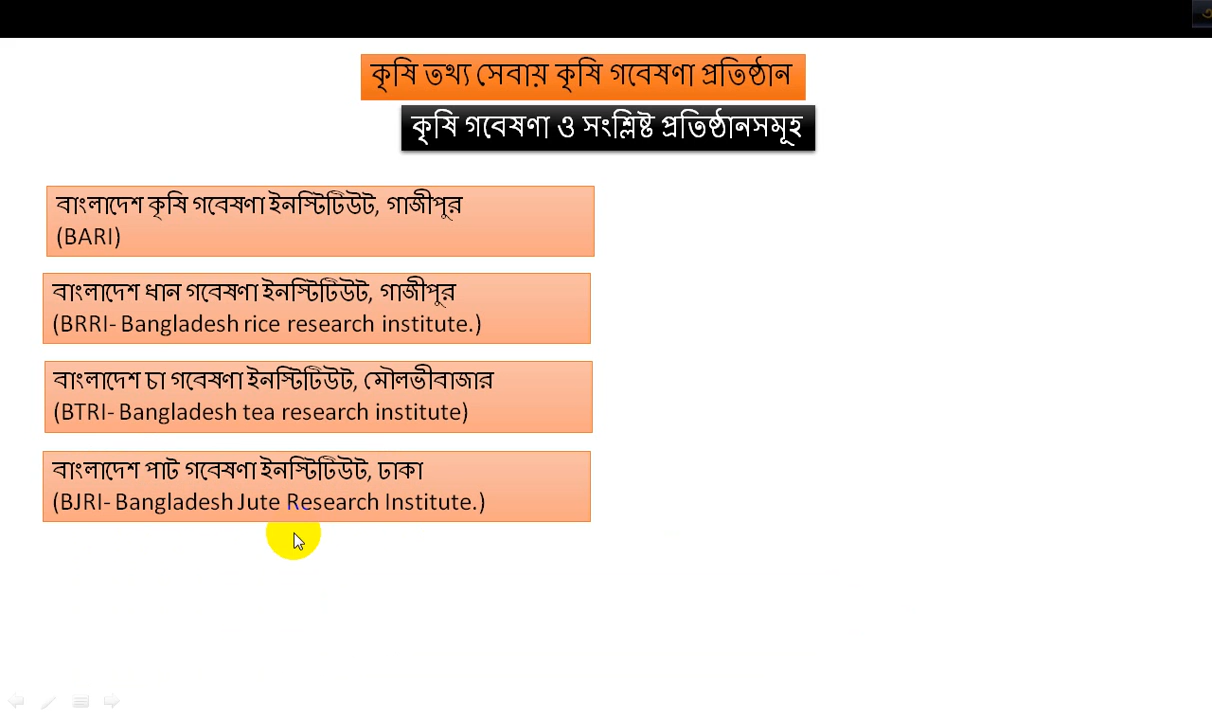 কৃষি তথ্য সেবায় কৃষি গবেষণা প্রতিষ্ঠান
কৃষি গবেষণা ও সংশ্লিষ্ট প্রতিষ্ঠানসমূহ
বাংলাদেশ কৃষি গবেষণা ইনস্টিটিউট, গাজীপুর
(BARI)
বাংলাদেশ ধান গবেষণা ইনস্টিটিউট, গাজীপুর
(BRRI- Bangladesh rice research institute.)
বাংলাদেশ চা গবেষণা ইনস্টিটিউট, মৌলভীবাজার
(BTRI- Bangladesh tea research institute)
বাংলাদেশ পাট গবেষণা ইনস্টিটিউট, ঢাকা
(BJRI- Bangladesh Jute Research Institute.)